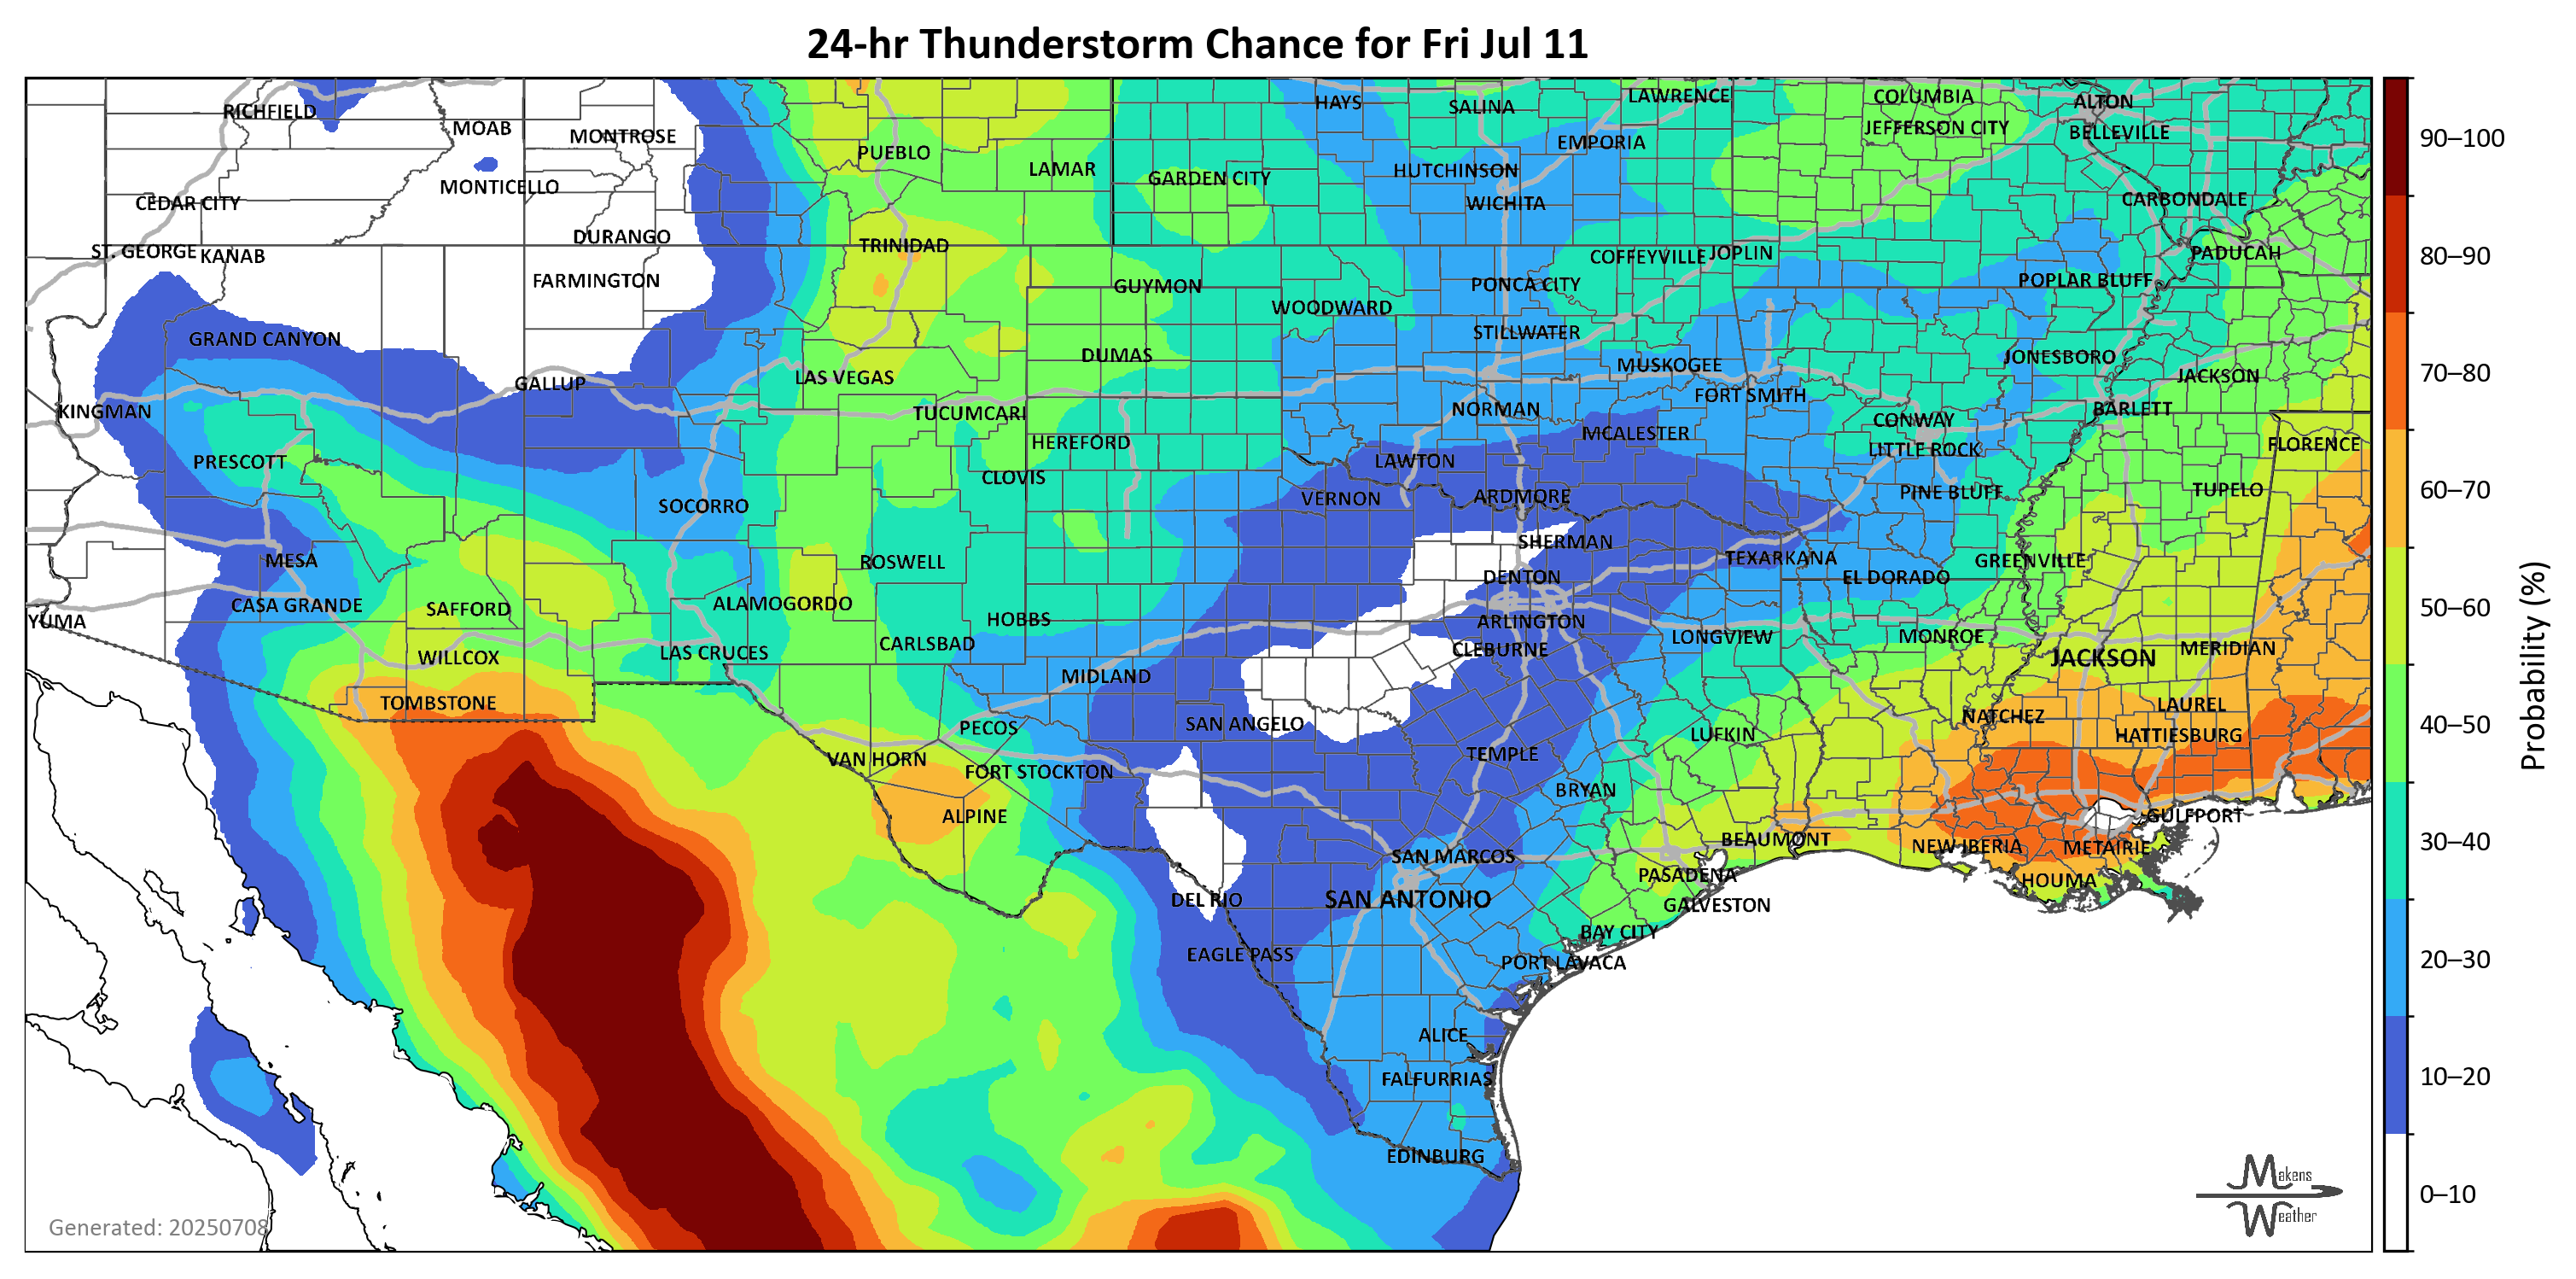 24-hr Thunderstorm Chance for Fri Jul 11
RICHFIELD
MOAB
MONTROSE
PUEBLO
LAMAR
HAYS
SALINA
LAWRENCE
COLUMBIA
ALTON
JEFFERSON CITY
BELLEVILLE
EMPORIA
MONTICELLO
GARDEN CITY
HUTCHINSON
CEDAR CITY
WICHITA
CARBONDALE
DURANGO
TRINIDAD
ST. GEORGE
KANAB
COFFEYVILLE
JOPLIN
PADUCAH
FARMINGTON
GUYMON
PONCA CITY
POPLAR BLUFF
WOODWARD
GRAND CANYON
STILLWATER
DUMAS
MUSKOGEE
JONESBORO
GALLUP
LAS VEGAS
JACKSON
KINGMAN
TUCUMCARI
NORMAN
FORT SMITH
BARLETT
HEREFORD
MCALESTER
CONWAY
FLORENCE
PRESCOTT
LAWTON
LITTLE ROCK
CLOVIS
SOCORRO
VERNON
ARDMORE
PINE BLUFF
TUPELO
MESA
ROSWELL
SHERMAN
TEXARKANA
GREENVILLE
CASA GRANDE
SAFFORD
ALAMOGORDO
DENTON
EL DORADO
YUMA
HOBBS
ARLINGTON
WILLCOX
LAS CRUCES
CARLSBAD
CLEBURNE
LONGVIEW
MONROE
JACKSON
MERIDIAN
TOMBSTONE
MIDLAND
PECOS
SAN ANGELO
LUFKIN
NATCHEZ
LAUREL
HATTIESBURG
VAN HORN
FORT STOCKTON
TEMPLE
BRYAN
ALPINE
GULFPORT
SAN MARCOS
BEAUMONT
NEW IBERIA
METAIRIE
DEL RIO
SAN ANTONIO
PASADENA
HOUMA
GALVESTON
EAGLE PASS
BAY CITY
PORT LAVACA
ALICE
FALFURRIAS
EDINBURG
Generated: 20250708
Makens
Weather
90–100
80–90
70–80
60–70
50–60
40–50
30–40
20–30
10–20
0–10
Probability (%)